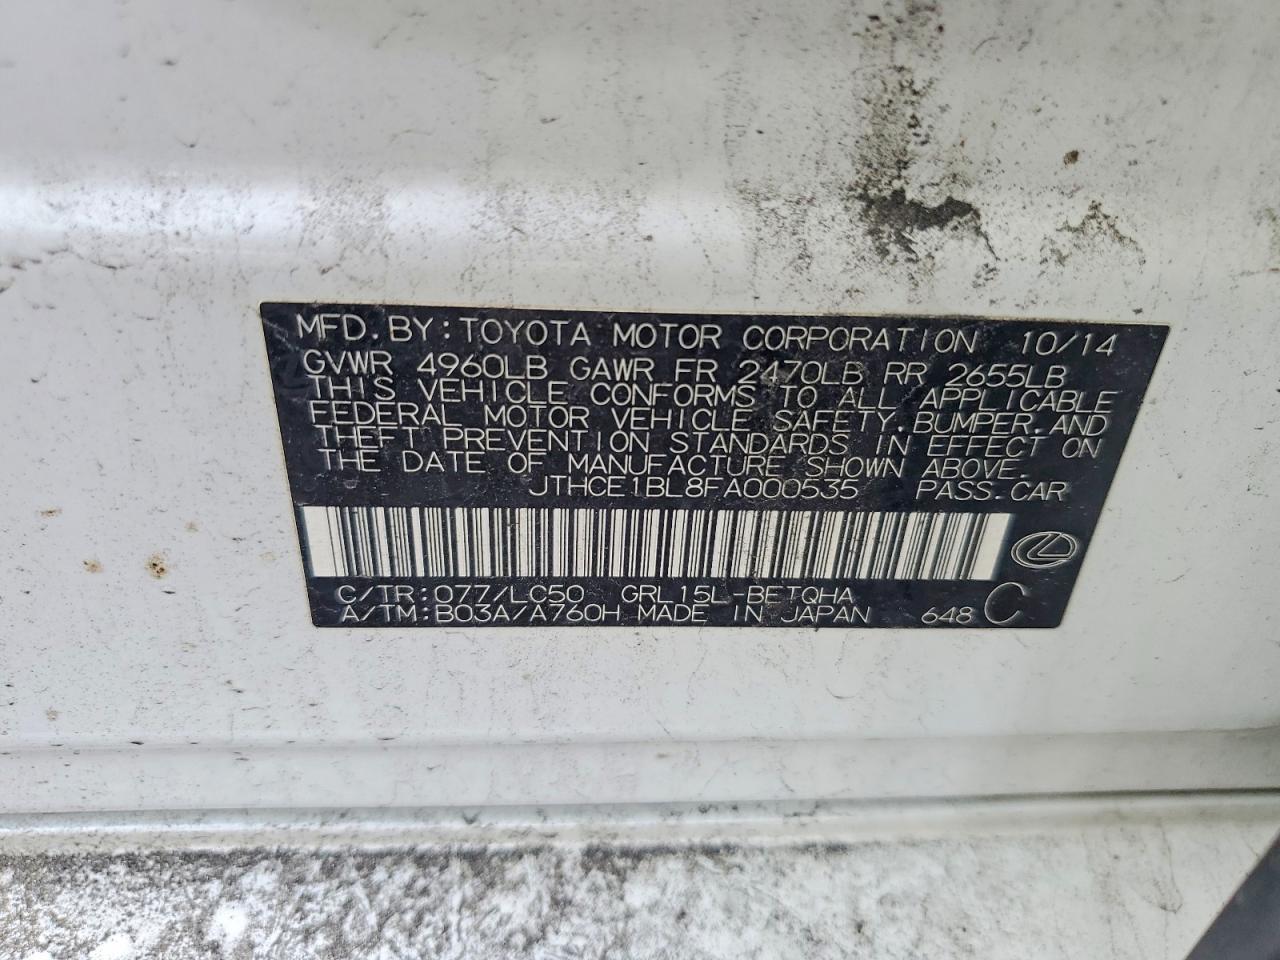 MFD. BY: TOYOTA MOTOR CORPORATION 10/14
GVWR 4960LB GAWR FR 2470LB RR 2655LB
THIS VEHICLE CONFORMS TO ALL APPLICABLE
FEDERAL MOTOR VEHICLE SAFETY, BUMPER, AND
THEFT PREVENTION STANDARDS IN EFFECT ON
THE DATE OF MANUFACTURE SHOWN ABOVE.
JTHCE1BL8FA000535 PASS. CAR
C/TR: 077/LC50 GRL15L-BETQHA
A/TM: B03A/A760H MADE IN JAPAN 648 C